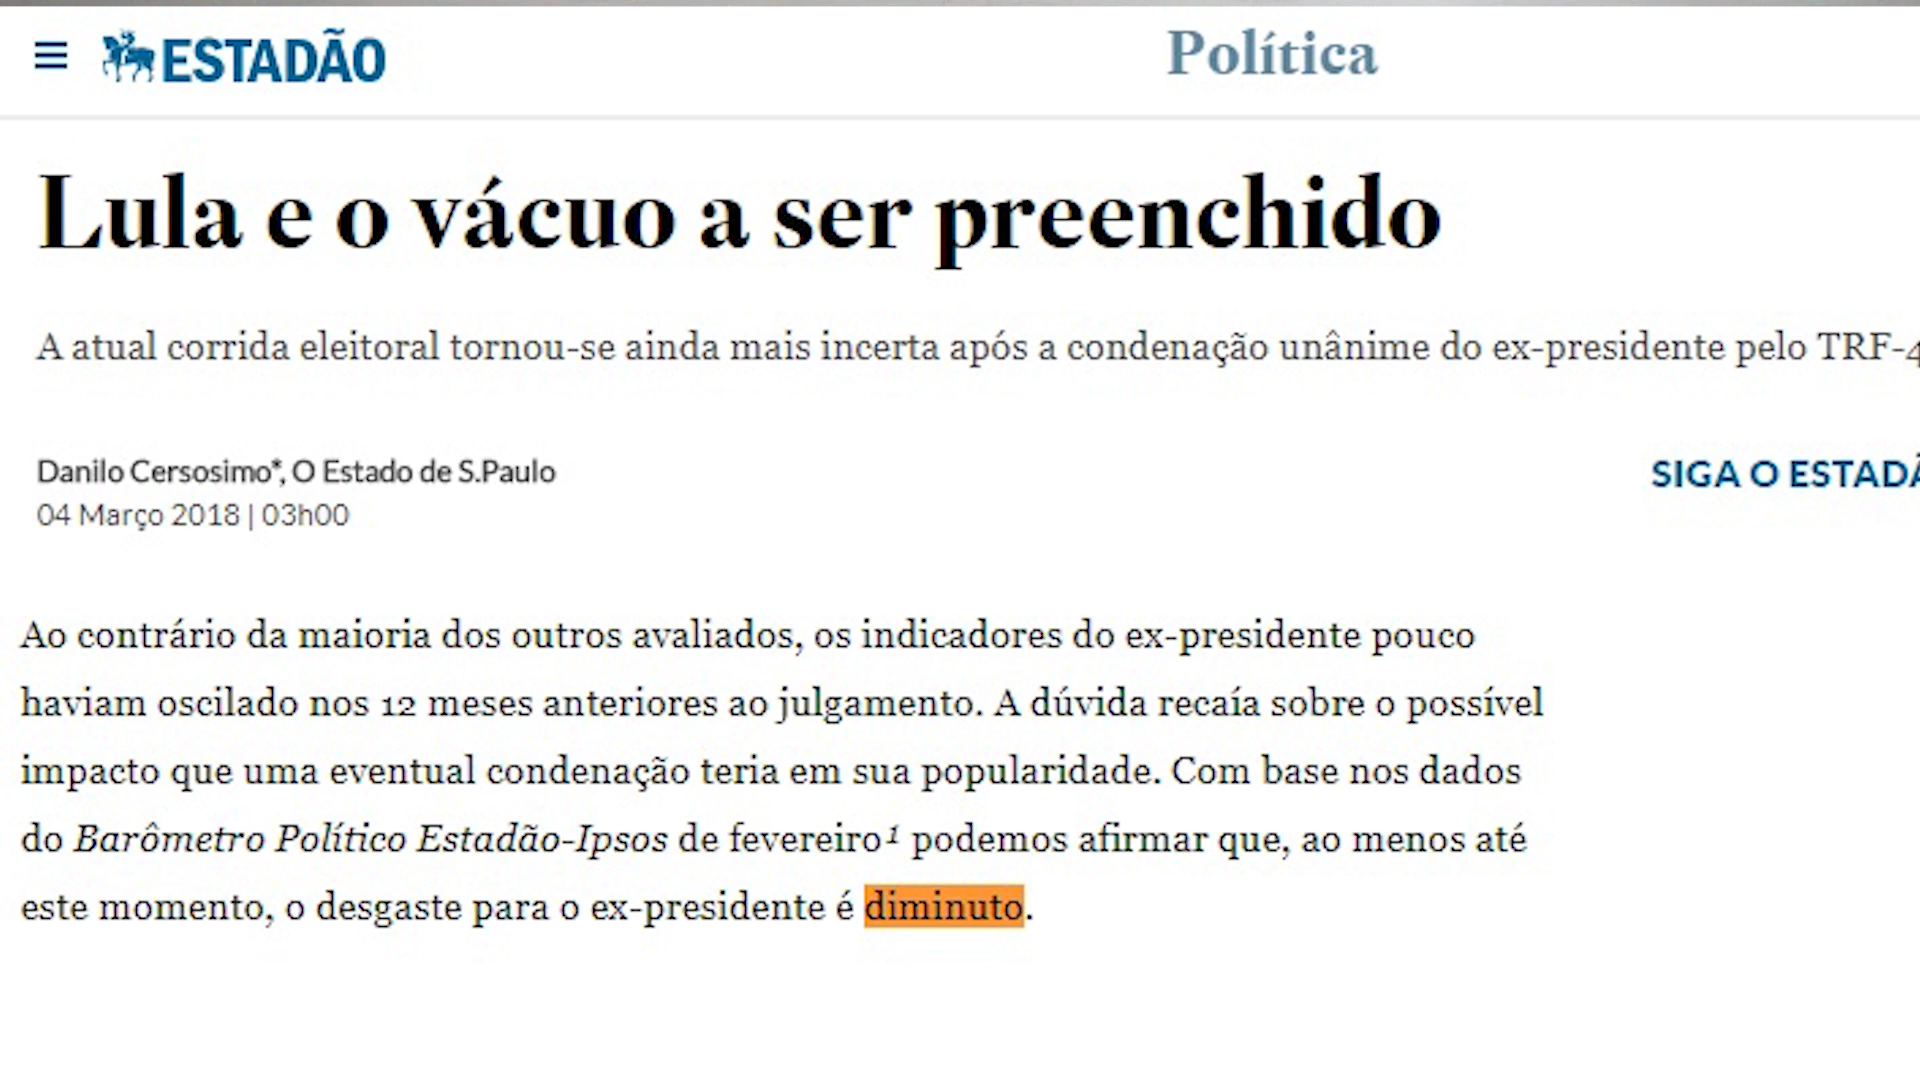 ESTADÃO
Política
Lula e o vácuo a ser preenchido
A atual corrida eleitoral tornou-se ainda mais incerta após a condenação unânime do ex-presidente pelo TRF-4
Danilo Cersosimo*, O Estado de S.Paulo
04 Março 2018 | 03h00
SIGA O ESTADÃ
Ao contrário da maioria dos outros avaliados, os indicadores do ex-presidente pouco
haviam oscilado nos 12 meses anteriores ao julgamento. A dúvida recaía sobre o possível
impacto que uma eventual condenação teria em sua popularidade. Com base nos dados
do Barômetro Político Estadão-Ipsos de fevereiro¹ podemos afirmar que, ao menos até
este momento, o desgaste para o ex-presidente é diminuto.